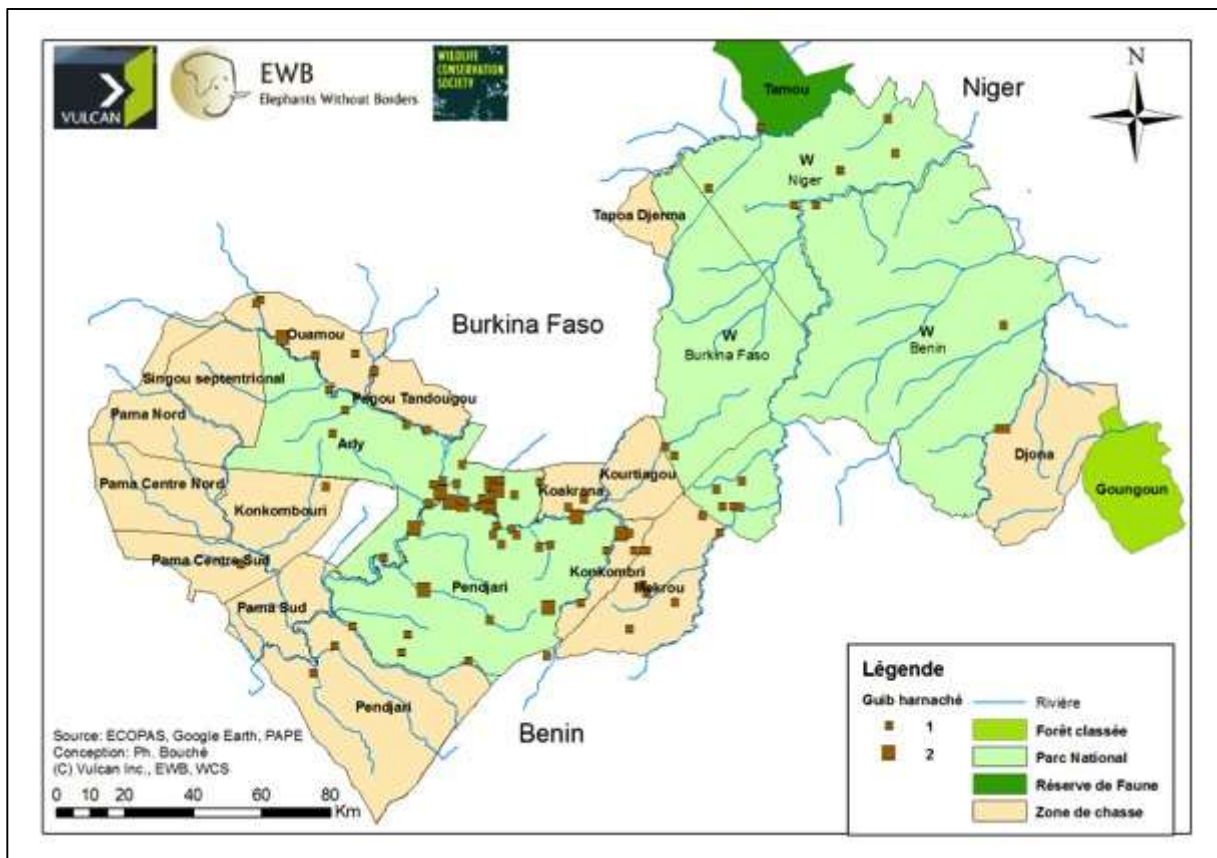 VULCAN
EWB
Elephants Without Borders
WILDLIFE
CONSERVATION
SOCIETY
N
Niger
Tamou
W
Niger
Tapoa Djerma
Burkina Faso
W
Burkina Faso
W
Benin
Ouamou
Singou septentrional
Pagou Tandougou
Pama Nord
Arly
Pama Centre Nord
Konkombouri
Koakrana
Kourtiagou
Djona
Goungoun
Pama Centre Sud
Pendjari
Konkombri
Mekrou
Pama Sud
Pendjari
Benin
Source: ECOPAS, Google Earth, PAPE
Conception: Ph. Bouché
(C) Vulcan Inc., EWB, WCS
0 10 20 40 60 80
Km
Légende
Guib harnaché
1
2
Rivière
Forêt classée
Parc National
Réserve de Faune
Zone de chasse